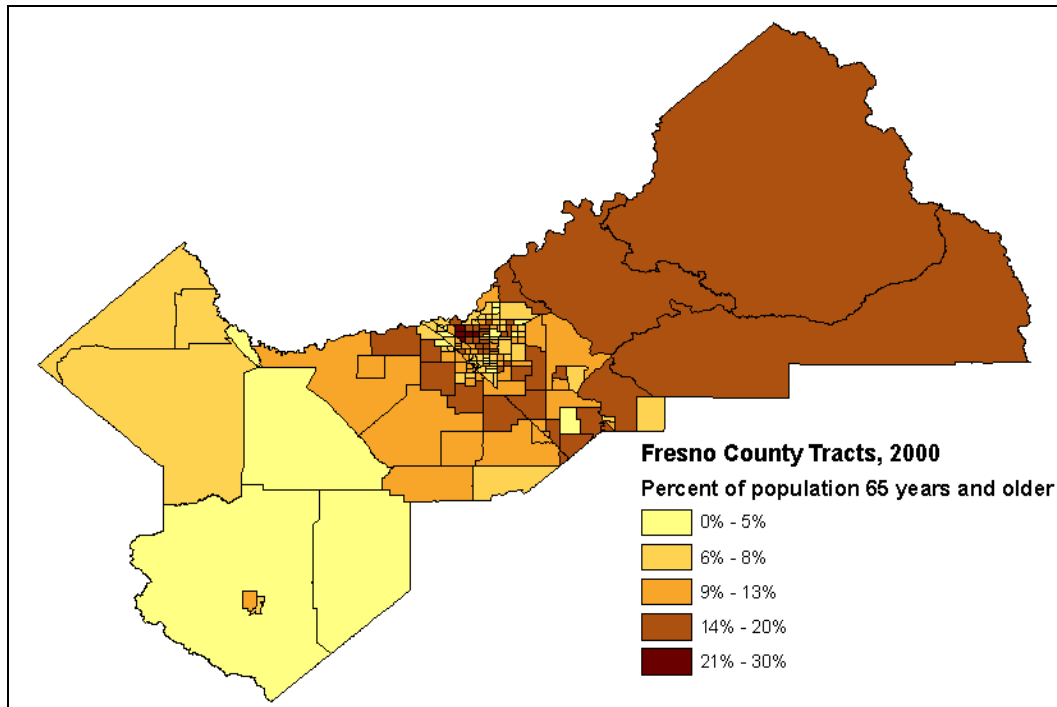 Fresno County Tracts, 2000
Percent of population 65 years and older
0% - 5%
6% - 8%
9% - 13%
14% - 20%
21% - 30%